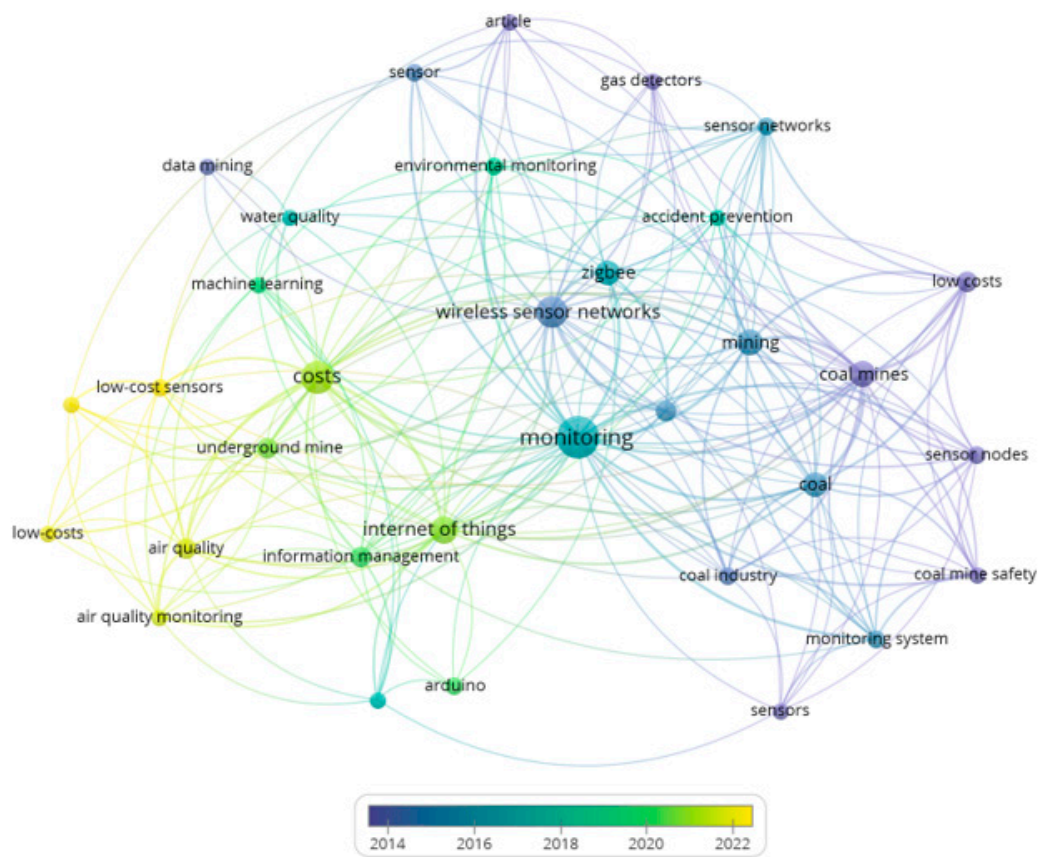 article
sensor
gas detectors
sensor networks
data mining
environmental monitoring
water quality
accident prevention
zigbee
machine learning
low costs
wireless sensor networks
mining
costs
coal mines
low-cost sensors
monitoring
underground mine
sensor nodes
coal
internet of things
low-costs
air quality
information management
coal industry
coal mine safety
air quality monitoring
monitoring system
arduino
sensors
2014 2016 2018 2020 2022